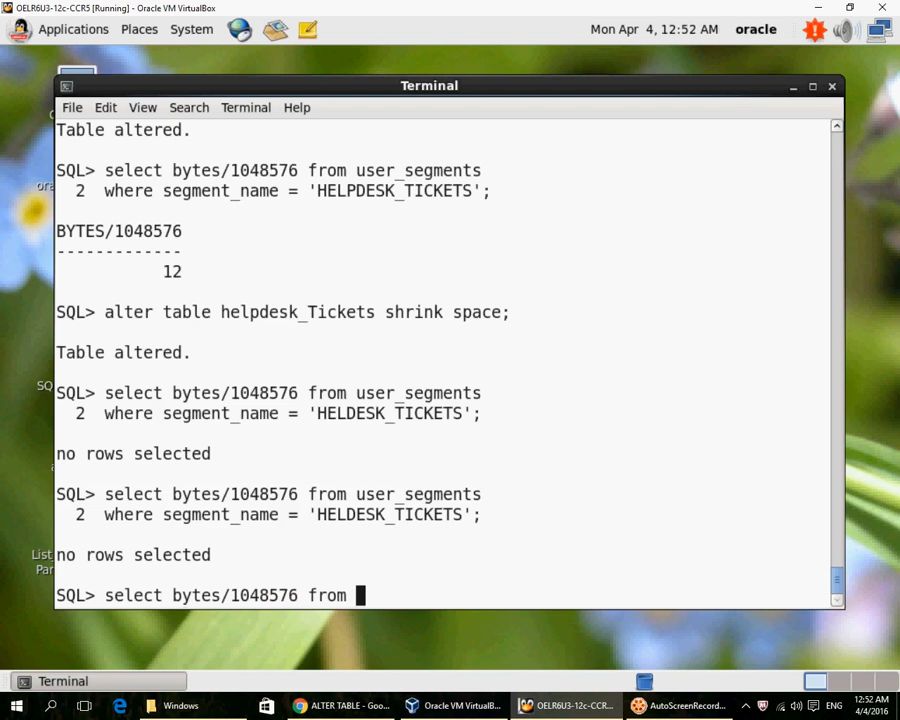 OELR6U3-12c-CCR5 [Running] - Oracle VM VirtualBox
Applications Places System Mon Apr 4, 12:52 AM oracle
Terminal
File Edit View Search Terminal Help
Table altered.
SQL> select bytes/1048576 from user_segments
2 where segment_name = 'HELPDESK_TICKETS';
BYTES/1048576
-------------
12
SQL> alter table helpdesk_Tickets shrink space;
Table altered.
SQL> select bytes/1048576 from user_segments
2 where segment_name = 'HELDESK_TICKETS';
no rows selected
SQL> select bytes/1048576 from user_segments
2 where segment_name = 'HELDESK_TICKETS';
no rows selected
SQL> select bytes/1048576 from
SQ
List
Par
Terminal
Windows ALTER TABLE - Goo... Oracle VM VirtualB... OELR6U3-12c-CCR... AutoScreenRecord... ENG 12:52 AM
4/4/2016